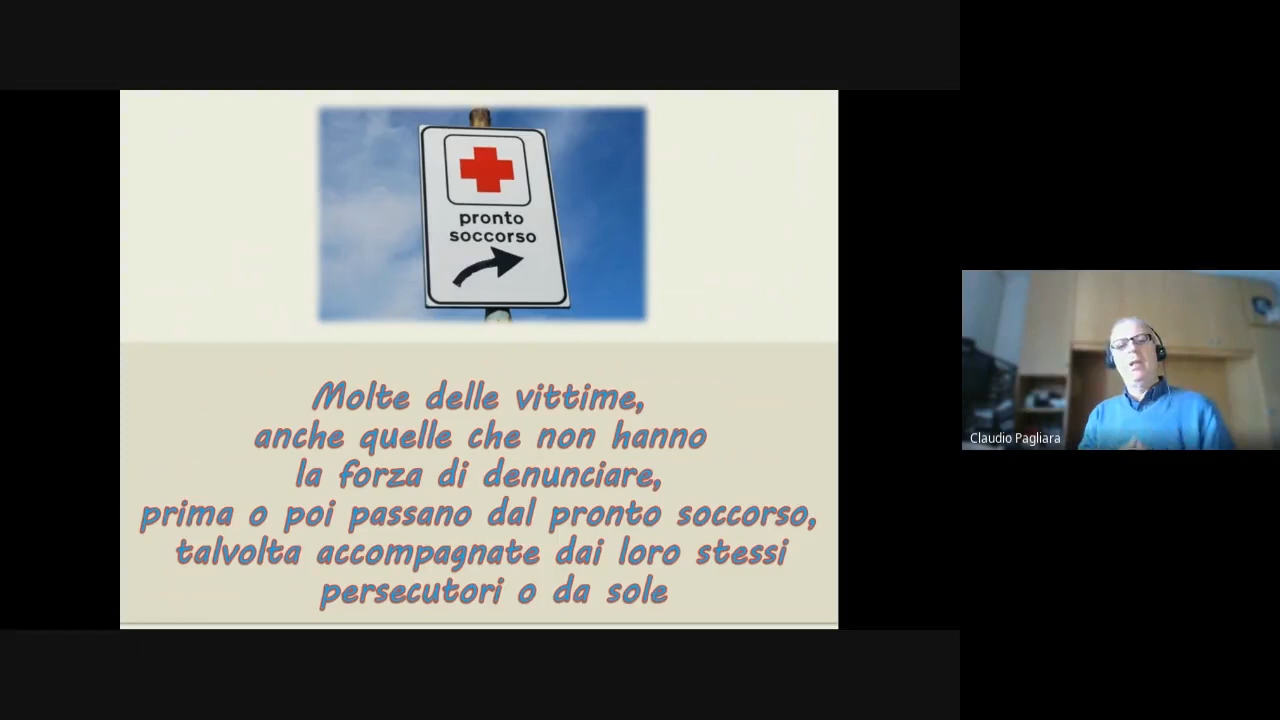 pronto
soccorso
Molte delle vittime,
anche quelle che non hanno
la forza di denunciare,
prima o poi passano dal pronto soccorso,
talvolta accompagnate dai loro stessi
persecutori o da sole
Claudio Pagliara